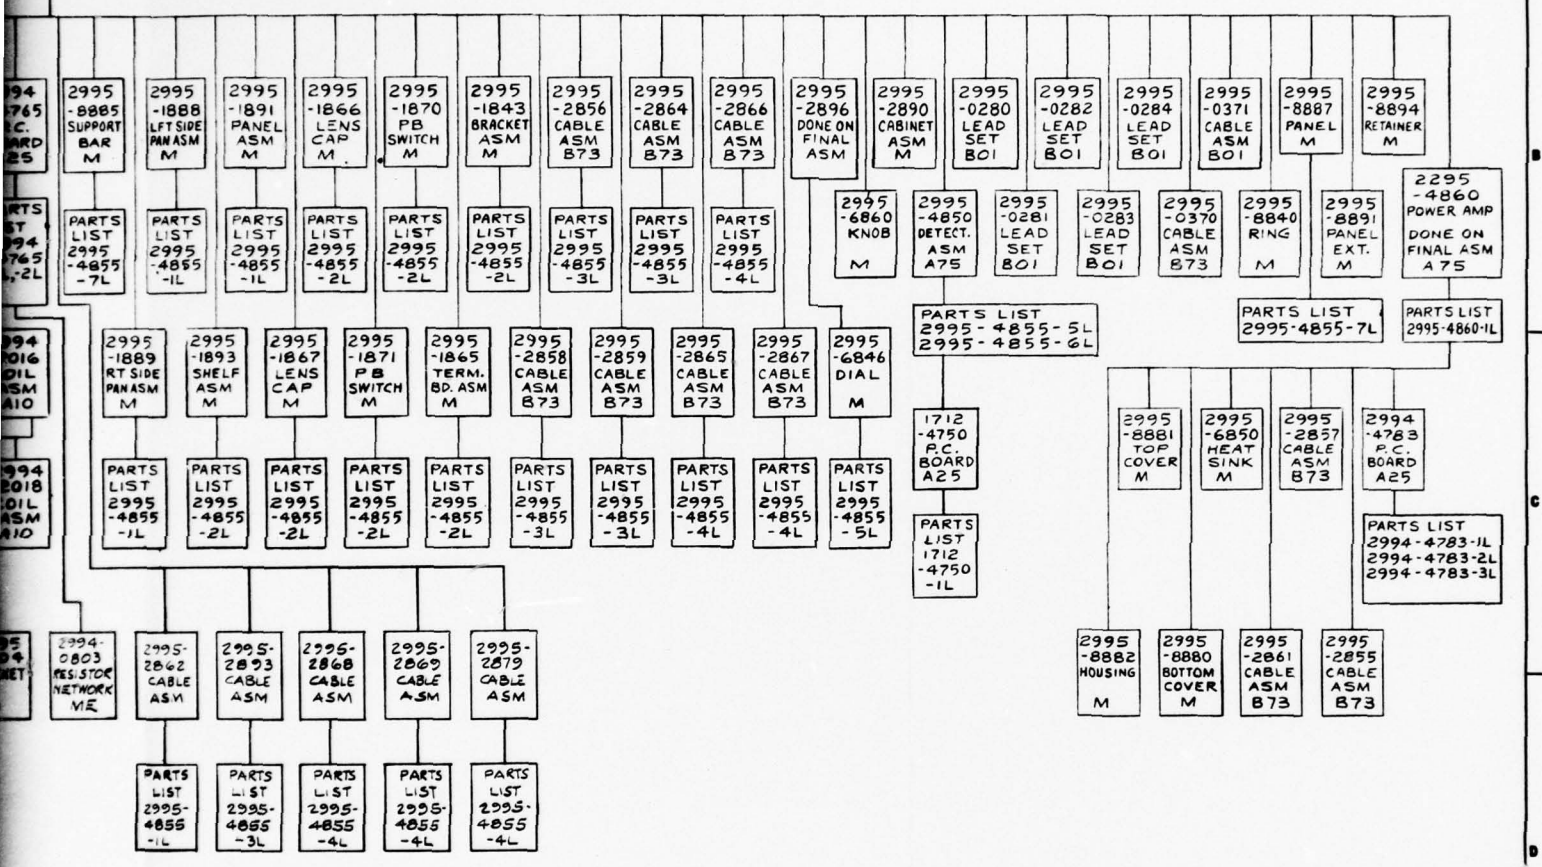 2995
-8885
SUPPORT
BAR
M
2995
-1888
LFT SIDE
PAN ASM
M
2995
-1891
PANEL
ASM
M
2995
-1866
LENS
CAP
M
2995
-1870
PB
SWITCH
M
2995
-1843
BRACKET
ASM
M
2995
-2856
CABLE
ASM
B73
2995
-2864
CABLE
ASM
B73
2995
-2866
CABLE
ASM
B73
2995
-2896
DONE ON
FINAL
ASM
2995
-2890
CABINET
ASM
M
2995
-0280
LEAD
SET
B01
2995
-0282
LEAD
SET
B01
2995
-0284
LEAD
SET
B01
2995
-0371
CABLE
ASM
B01
2995
-8887
PANEL
M
2995
-8894
RETAINER
M
B
2295
-4860
POWER AMP
DONE ON
FINAL ASM
A75
2995
-6860
KNOB
M
2995
-4850
DETECT.
ASM
A75
2995
-0281
LEAD
SET
B01
2995
-0283
LEAD
SET
B01
2995
-0370
CABLE
ASM
B73
2995
-8840
RING
M
2995
-8891
PANEL
EXT.
M
PARTS
LIST
2995
-4855
-7L
PARTS
LIST
2995
-4855
-1L
PARTS
LIST
2995
-4855
-1L
PARTS
LIST
2995
-4855
-2L
PARTS
LIST
2995
-4855
-2L
PARTS
LIST
2995
-4855
-2L
PARTS
LIST
2995
-4855
-3L
PARTS
LIST
2995
-4855
-3L
PARTS
LIST
2995
-4855
-4L
PARTS LIST
2995-4855-5L
2995-4855-6L
PARTS LIST
2995-4855-7L
PARTS LIST
2995-4860-1L
2995
-1889
RT SIDE
PAN ASM
M
2995
-1893
SHELF
ASM
M
2995
-1867
LENS
CAP
M
2995
-1871
PB
SWITCH
M
2995
-1865
TERM.
BD. ASM
M
2995
-2858
CABLE
ASM
B73
2995
-2859
CABLE
ASM
B73
2995
-2865
CABLE
ASM
B73
2995
-2867
CABLE
ASM
B73
2995
-6846
DIAL
M
1712
-4750
P.C.
BOARD
A25
2995
-8881
TOP
COVER
M
2995
-6850
HEAT
SINK
M
2995
-2857
CABLE
ASM
B73
2994
-4783
P.C.
BOARD
A25
PARTS
LIST
2995
-4855
-1L
PARTS
LIST
2995
-4855
-2L
PARTS
LIST
2995
-4855
-2L
PARTS
LIST
2995
-4855
-2L
PARTS
LIST
2995
-4855
-2L
PARTS
LIST
2995
-4855
-3L
PARTS
LIST
2995
-4855
-3L
PARTS
LIST
2995
-4855
-4L
PARTS
LIST
2995
-4855
-4L
PARTS
LIST
2995
-4855
-5L
PARTS
LIST
1712
-4750
-1L
PARTS LIST
2994-4783-1L
2994-4783-2L
2994-4783-3L
C
2994-
0803
RESISTOR
NETWORK
ME
2995-
2862
CABLE
ASM
2995-
2893
CABLE
ASM
2995-
2868
CABLE
ASM
2995-
2869
CABLE
ASM
2995-
2879
CABLE
ASM
2995
-8882
HOUSING
M
2995
-8880
BOTTOM
COVER
M
2995
-2861
CABLE
ASM
B73
2995
-2855
CABLE
ASM
B73
PARTS
LIST
2995-
4855
-1L
PARTS
LIST
2995-
4855
-3L
PARTS
LIST
2995-
4855
-4L
PARTS
LIST
2995-
4855
-4L
PARTS
LIST
2995-
4855
-4L
D